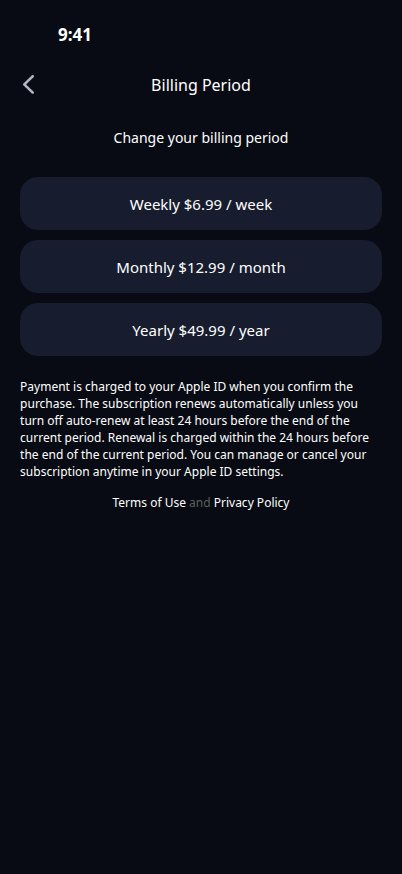 9:41
Billing Period
Change your billing period
Weekly $6.99 / week
Monthly $12.99 / month
Yearly $49.99 / year
Payment is charged to your Apple ID when you confirm the
purchase. The subscription renews automatically unless you
turn off auto-renew at least 24 hours before the end of the
current period. Renewal is charged within the 24 hours before
the end of the current period. You can manage or cancel your
subscription anytime in your Apple ID settings.
Terms of Use and Privacy Policy